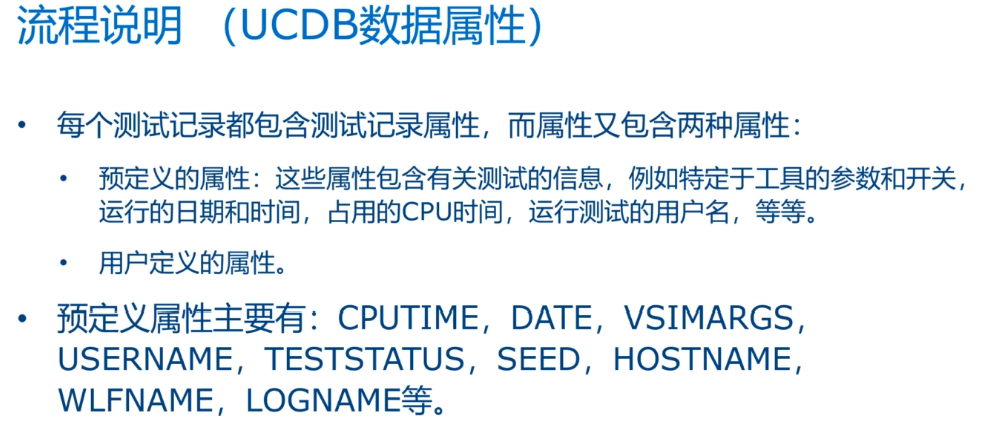 流程说明 （UCDB数据属性）
• 每个测试记录都包含测试记录属性，而属性又包含两种属性：
• 预定义的属性：这些属性包含有关测试的信息，例如特定于工具的参数和开关，
运行的日期和时间，占用的CPU时间，运行测试的用户名，等等。
• 用户定义的属性。
• 预定义属性主要有：CPUTIME，DATE，VSIMARGS，
USERNAME，TESTSTATUS，SEED，HOSTNAME，
WLFNAME，LOGNAME等。